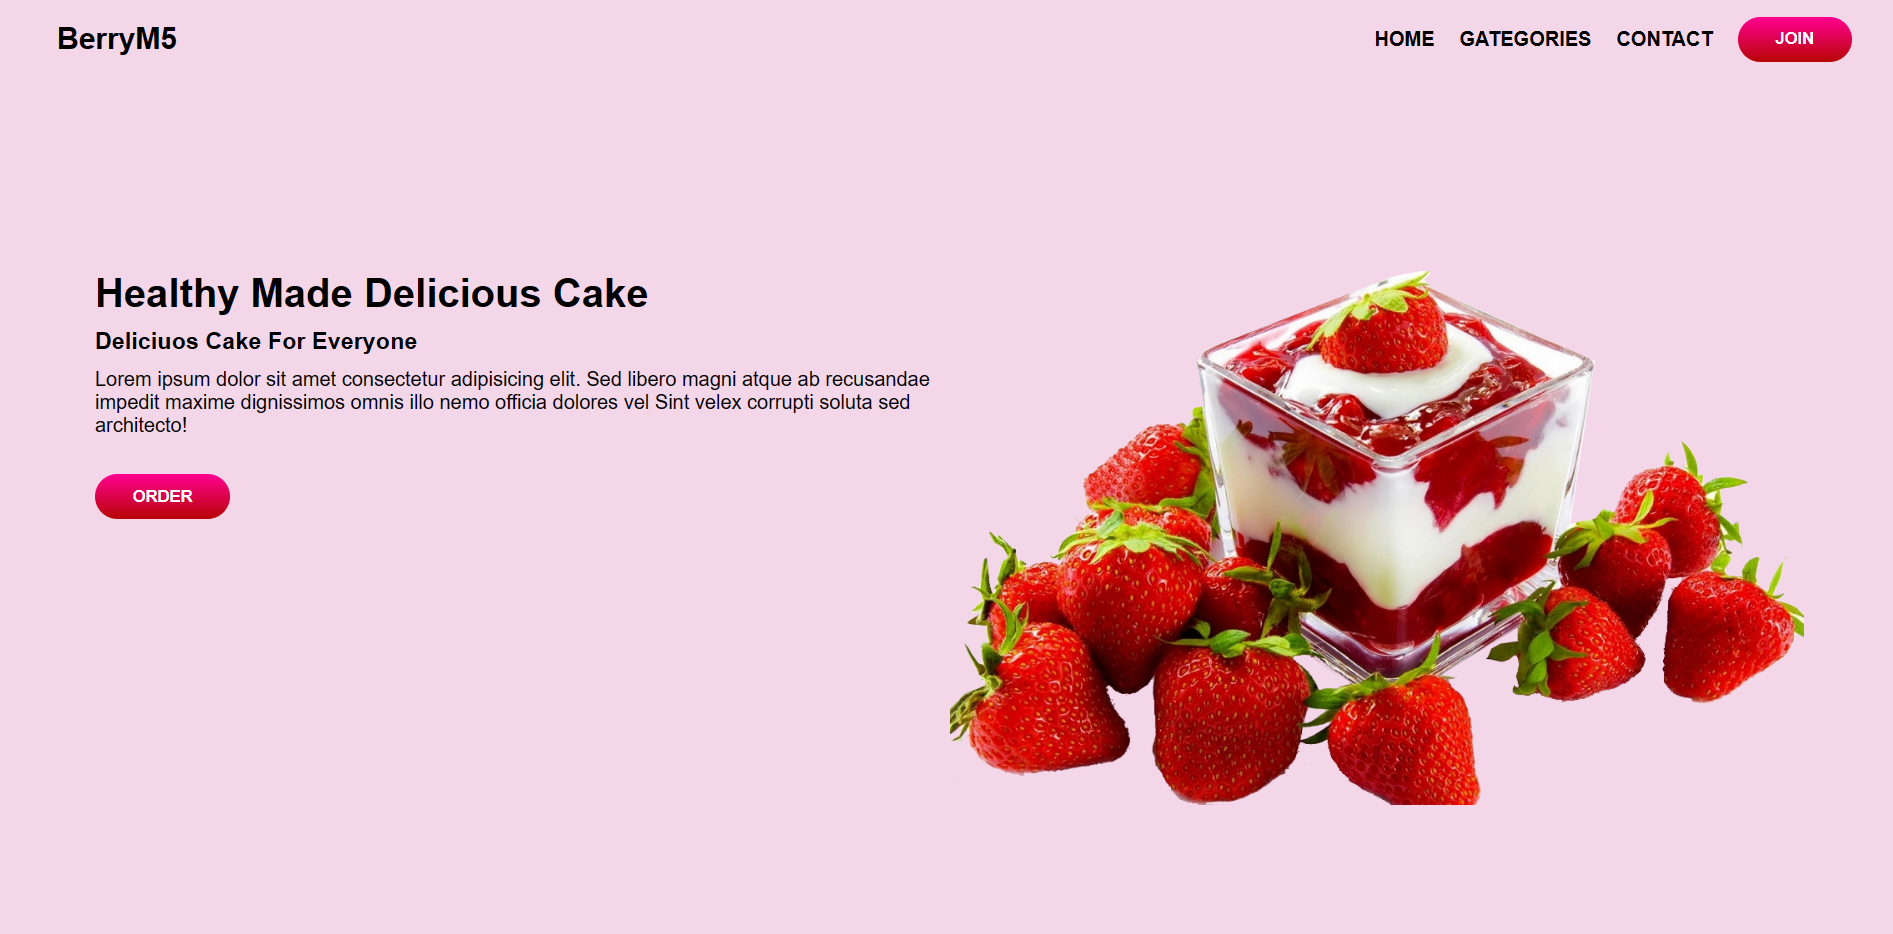 BerryM5
HOME GATEGORIES CONTACT JOIN
Healthy Made Delicious Cake
Deliciuos Cake For Everyone
Lorem ipsum dolor sit amet consectetur adipisicing elit. Sed libero magni atque ab recusandae
impedit maxime dignissimos omnis illo nemo officia dolores vel Sint velex corrupti soluta sed
architecto!
ORDER